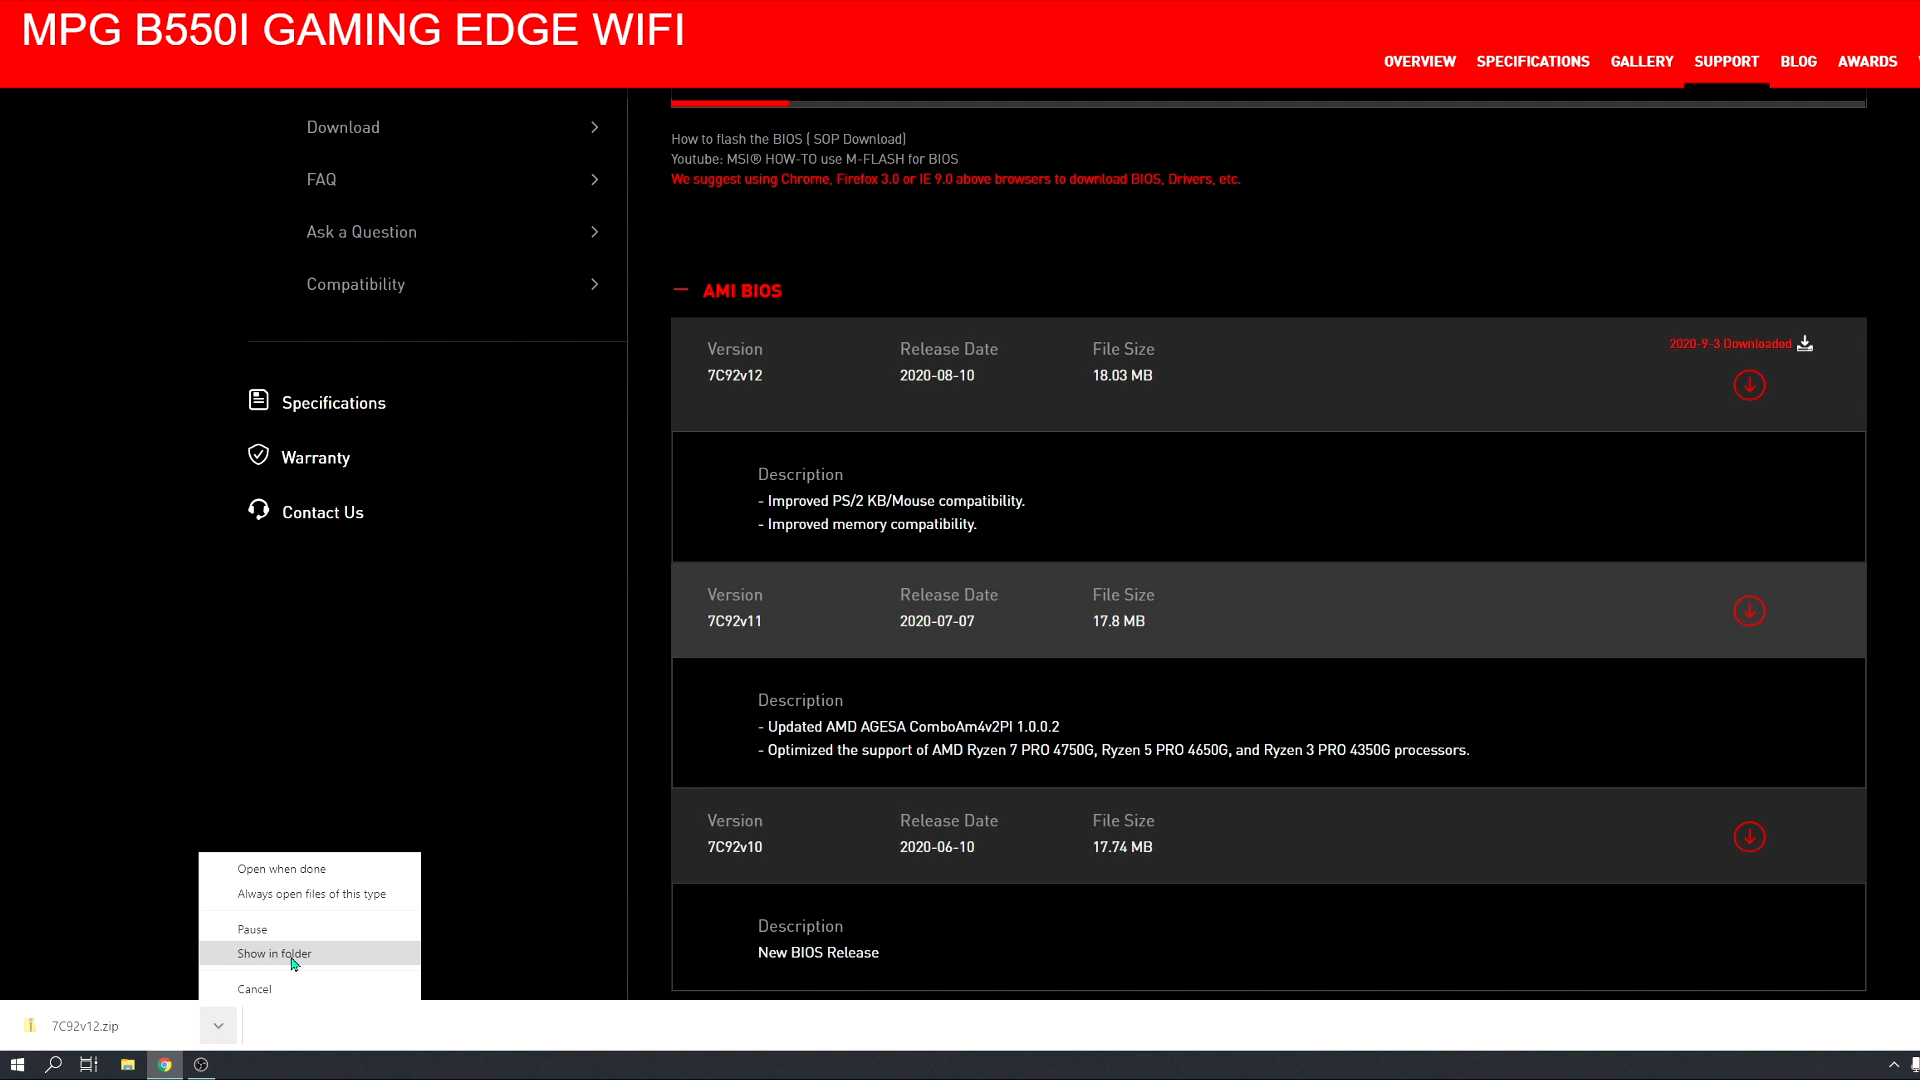 MPG B550I GAMING EDGE WIFI
OVERVIEW SPECIFICATIONS GALLERY SUPPORT BLOG AWARDS
Download
FAQ
Ask a Question
Compatibility
Specifications
Warranty
Contact Us
How to flash the BIOS ( SOP Download)
Youtube: MSI® HOW-TO use M-FLASH for BIOS
We suggest using Chrome, Firefox 3.0 or IE 9.0 above browsers to download BIOS, Drivers, etc.
AMI BIOS
Version Release Date File Size 2020-9-3 Downloaded
7C92v12 2020-08-10 18.03 MB
Description
- Improved PS/2 KB/Mouse compatibility.
- Improved memory compatibility.
Version Release Date File Size
7C92v11 2020-07-07 17.8 MB
Description
- Updated AMD AGESA ComboAm4v2PI 1.0.0.2
- Optimized the support of AMD Ryzen 7 PRO 4750G, Ryzen 5 PRO 4650G, and Ryzen 3 PRO 4350G processors.
Version Release Date File Size
7C92v10 2020-06-10 17.74 MB
Description
New BIOS Release
Open when done
Always open files of this type
Pause
Show in folder
Cancel
7C92v12.zip